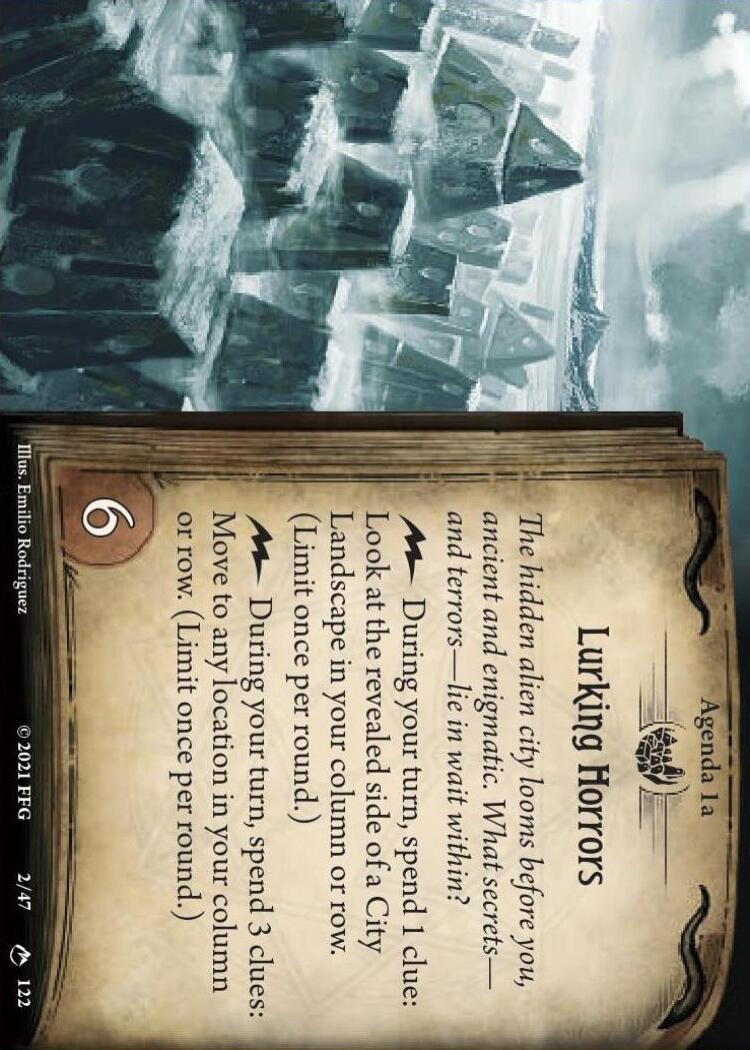 Agenda 1a
Lurking Horrors
The hidden alien city looms before you,
ancient and enigmatic. What secrets—
and terrors—lie in wait within?
During your turn, spend 1 clue:
Look at the revealed side of a City
Landscape in your column or row.
(Limit once per round.)
During your turn, spend 3 clues:
Move to any location in your column
or row. (Limit once per round.)
6
Illus. Emilio Rodriguez © 2021 FFG 2/47 122